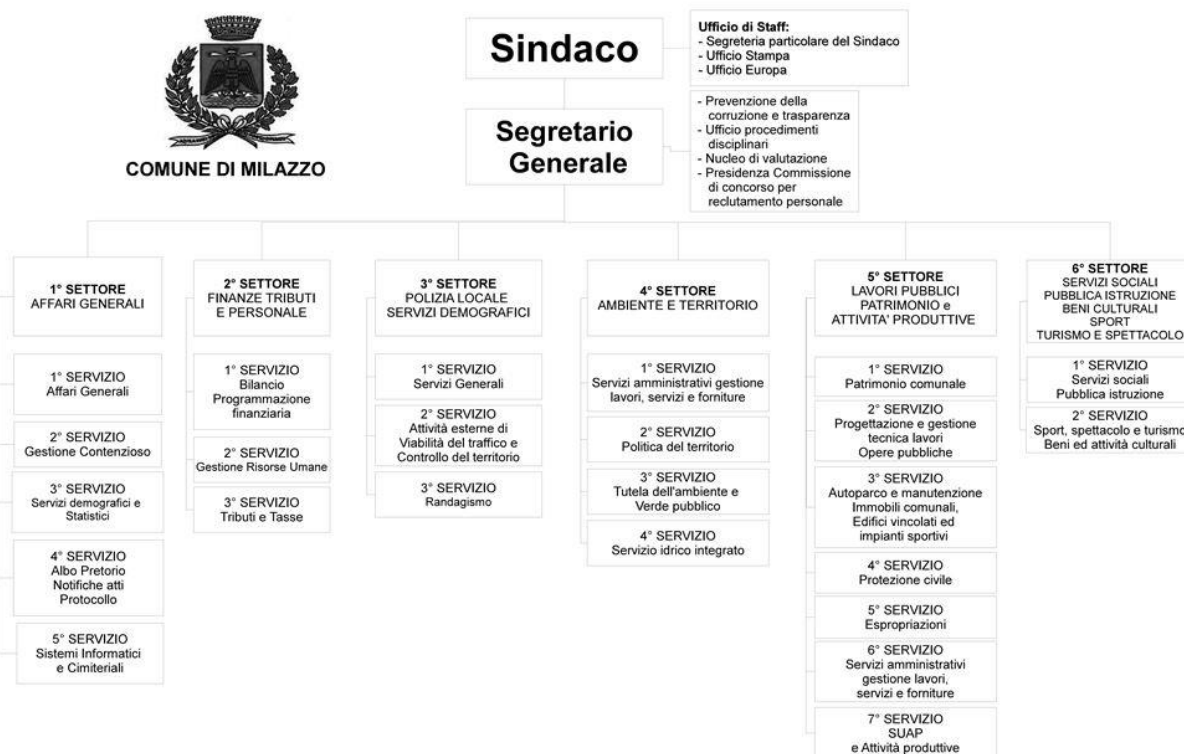 COMUNE DI MILAZZO
Sindaco
Ufficio di Staff:
- Segreteria particolare del Sindaco
- Ufficio Stampa
- Ufficio Europa
Segretario
Generale
- Prevenzione della
corruzione e trasparenza
- Ufficio procedimenti
disciplinari
- Nucleo di valutazione
- Presidenza Commissione
di concorso per
reclutamento personale
1° SETTORE
AFFARI GENERALI
1° SERVIZIO
Affari Generali
2° SERVIZIO
Gestione Contenzioso
3° SERVIZIO
Servizi demografici e
Statistici
4° SERVIZIO
Albo Pretorio
Notifiche atti
Protocollo
5° SERVIZIO
Sistemi Informatici
e Cimiteriali
2° SETTORE
FINANZE TRIBUTI
E PERSONALE
1° SERVIZIO
Bilancio
Programmazione
finanziaria
2° SERVIZIO
Gestione Risorse Umane
3° SERVIZIO
Tributi e Tasse
3° SETTORE
POLIZIA LOCALE
SERVIZI DEMOGRAFICI
1° SERVIZIO
Servizi Generali
2° SERVIZIO
Attività esterne di
Viabilità del traffico e
Controllo del territorio
3° SERVIZIO
Randagismo
4° SETTORE
AMBIENTE E TERRITORIO
1° SERVIZIO
Servizi amministrativi gestione
lavori, servizi e forniture
2° SERVIZIO
Politica del territorio
3° SERVIZIO
Tutela dell'ambiente e
Verde pubblico
4° SERVIZIO
Servizio idrico integrato
5° SETTORE
LAVORI PUBBLICI
PATRIMONIO e
ATTIVITA' PRODUTTIVE
1° SERVIZIO
Patrimonio comunale
2° SERVIZIO
Progettazione e gestione
tecnica lavori
Opere pubbliche
3° SERVIZIO
Autoparco e manutenzione
Immobili comunali,
Edifici vincolati ed
impianti sportivi
4° SERVIZIO
Protezione civile
5° SERVIZIO
Espropriazioni
6° SERVIZIO
Servizi amministrativi
gestione lavori,
servizi e forniture
7° SERVIZIO
SUAP
e Attività produttive
6° SETTORE
SERVIZI SOCIALI
PUBBLICA ISTRUZIONE
BENI CULTURALI
SPORT
TURISMO E SPETTACOLO
1° SERVIZIO
Servizi sociali
Pubblica istruzione
2° SERVIZIO
Sport, spettacolo e turismo
Beni ed attività culturali